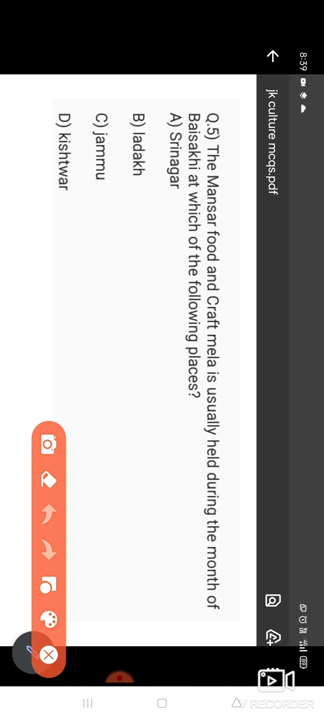 8:39
jk culture mcqs.pdf
Q.5) The Mansar food and Craft mela is usually held during the month of
Baisakhi at which of the following places?
A) Srinagar
B) ladakh
C) jammu
D) kishtwar
RECORDER